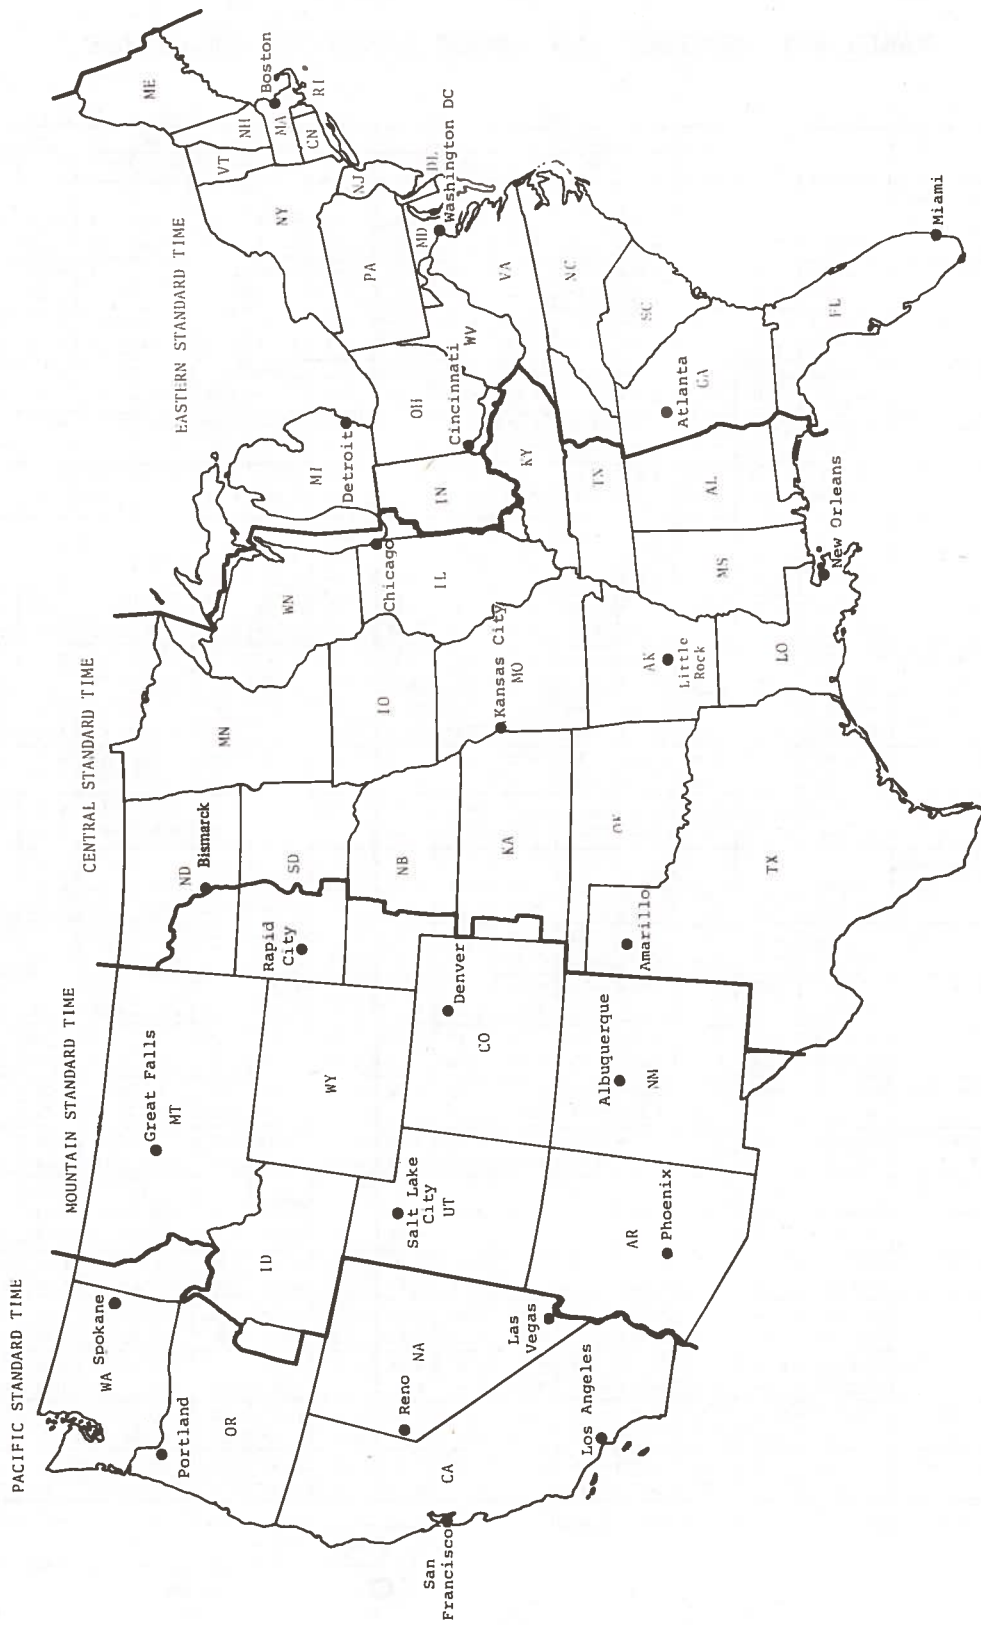 PACIFIC STANDARD TIME
MOUNTAIN STANDARD TIME
CENTRAL STANDARD TIME
EASTERN STANDARD TIME
WA
Spokane
Portland
OR
ID
Great Falls
MT
ND
Bismarck
Rapid
City
SD
MN
WN
MI
Detroit
NY
VT
NH
ME
Boston
MA
CN
RI
NJ
DL
Washington DC
MD
PA
OH
Cincinnati
WV
VA
IN
Chicago
IL
IO
NB
WY
Reno
NA
San
Francisco
CA
Las
Vegas
Los Angeles
Salt Lake
City
UT
Denver
CO
KA
Kansas City
MO
KY
NC
SC
TN
AR
Phoenix
Albuquerque
NM
Amarillo
OK
AK
Little
Rock
MS
AL
Atlanta
GA
TX
LO
New Orleans
FL
Miami